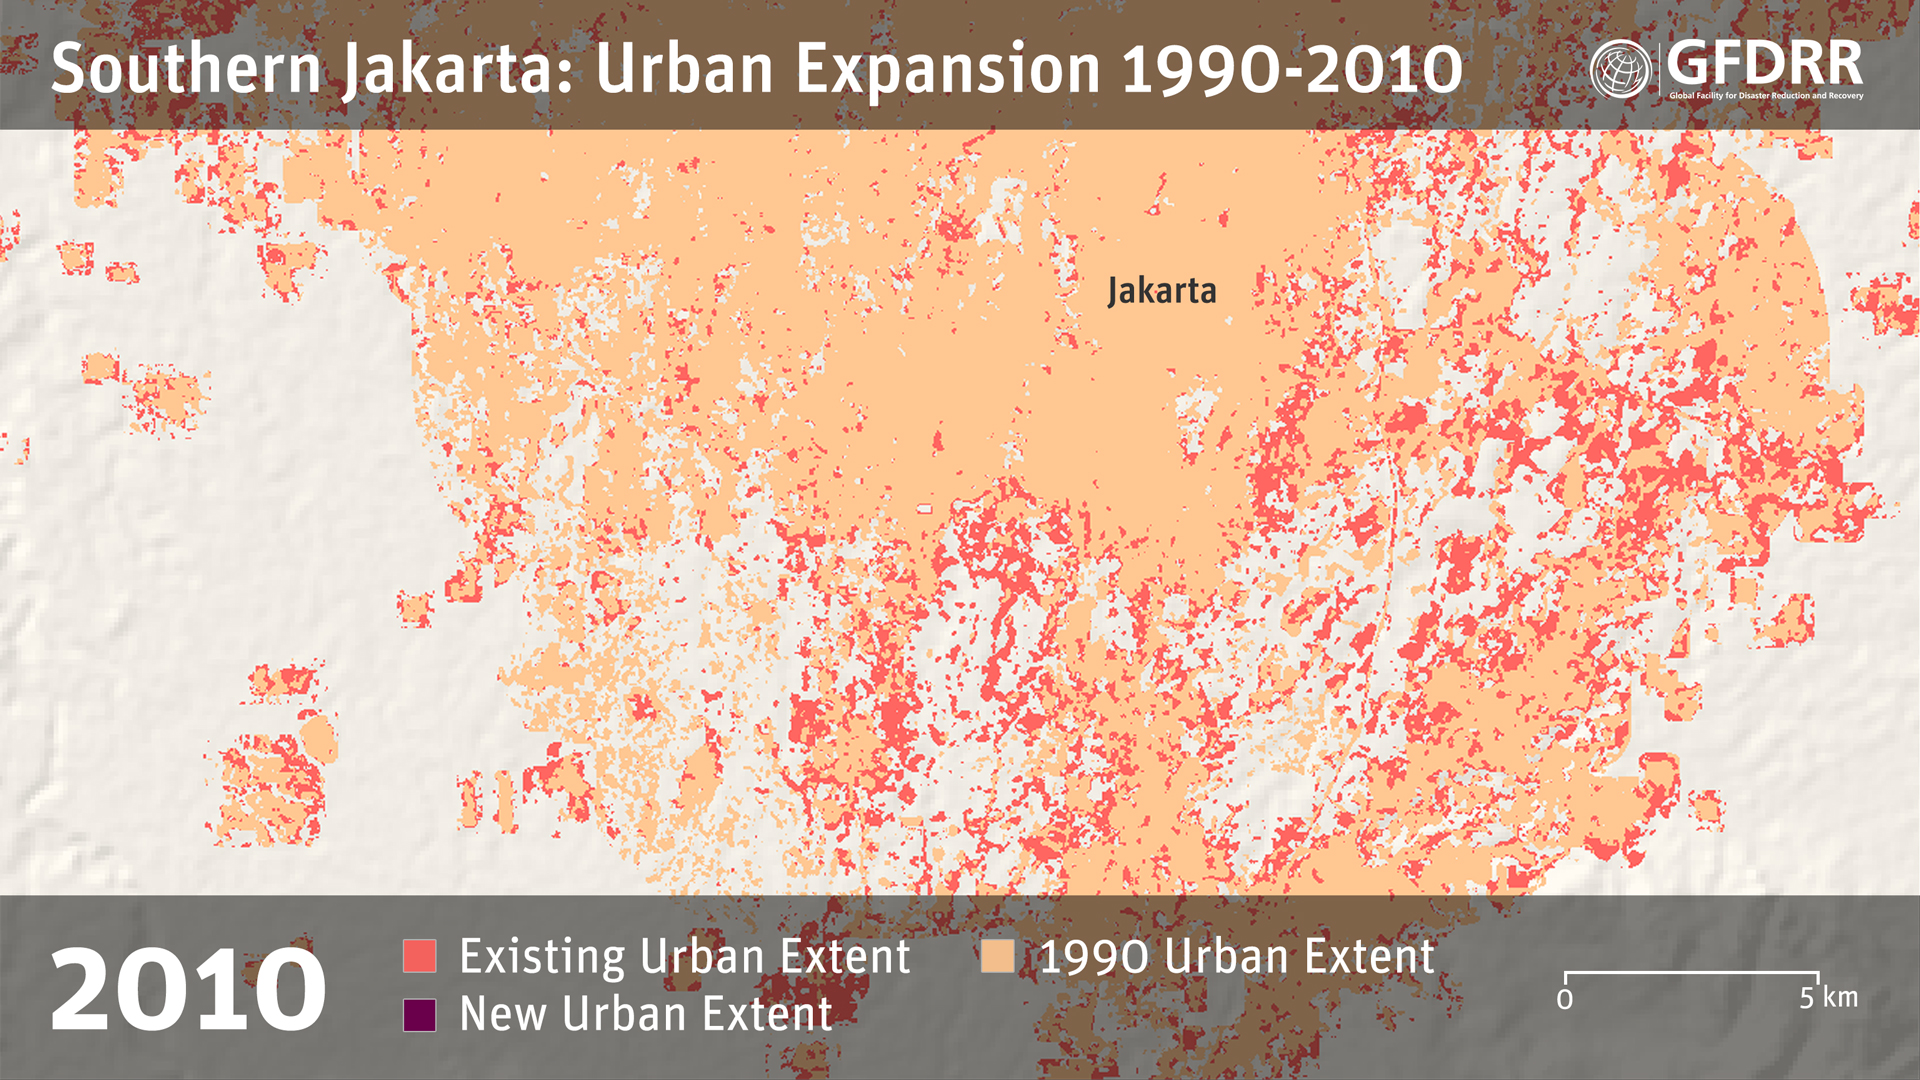 Southern Jakarta: Urban Expansion 1990-2010
GFDRR
Global Facility for Disaster Reduction and Recovery
Jakarta
2010
Existing Urban Extent
1990 Urban Extent
New Urban Extent
0 5 km